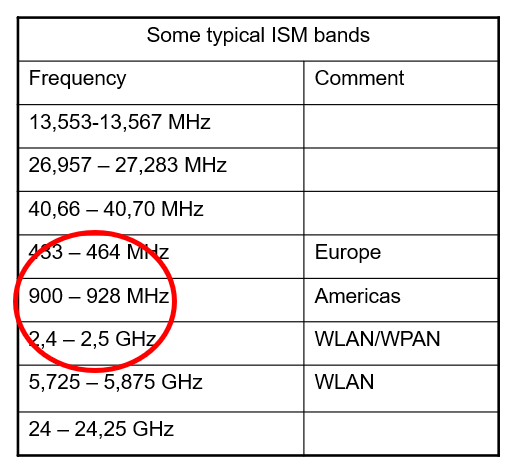 Some typical ISM bands
Frequency Comment
13,553-13,567 MHz
26,957 – 27,283 MHz
40,66 – 40,70 MHz
433 – 464 MHz Europe
900 – 928 MHz Americas
2,4 – 2,5 GHz WLAN/WPAN
5,725 – 5,875 GHz WLAN
24 – 24,25 GHz